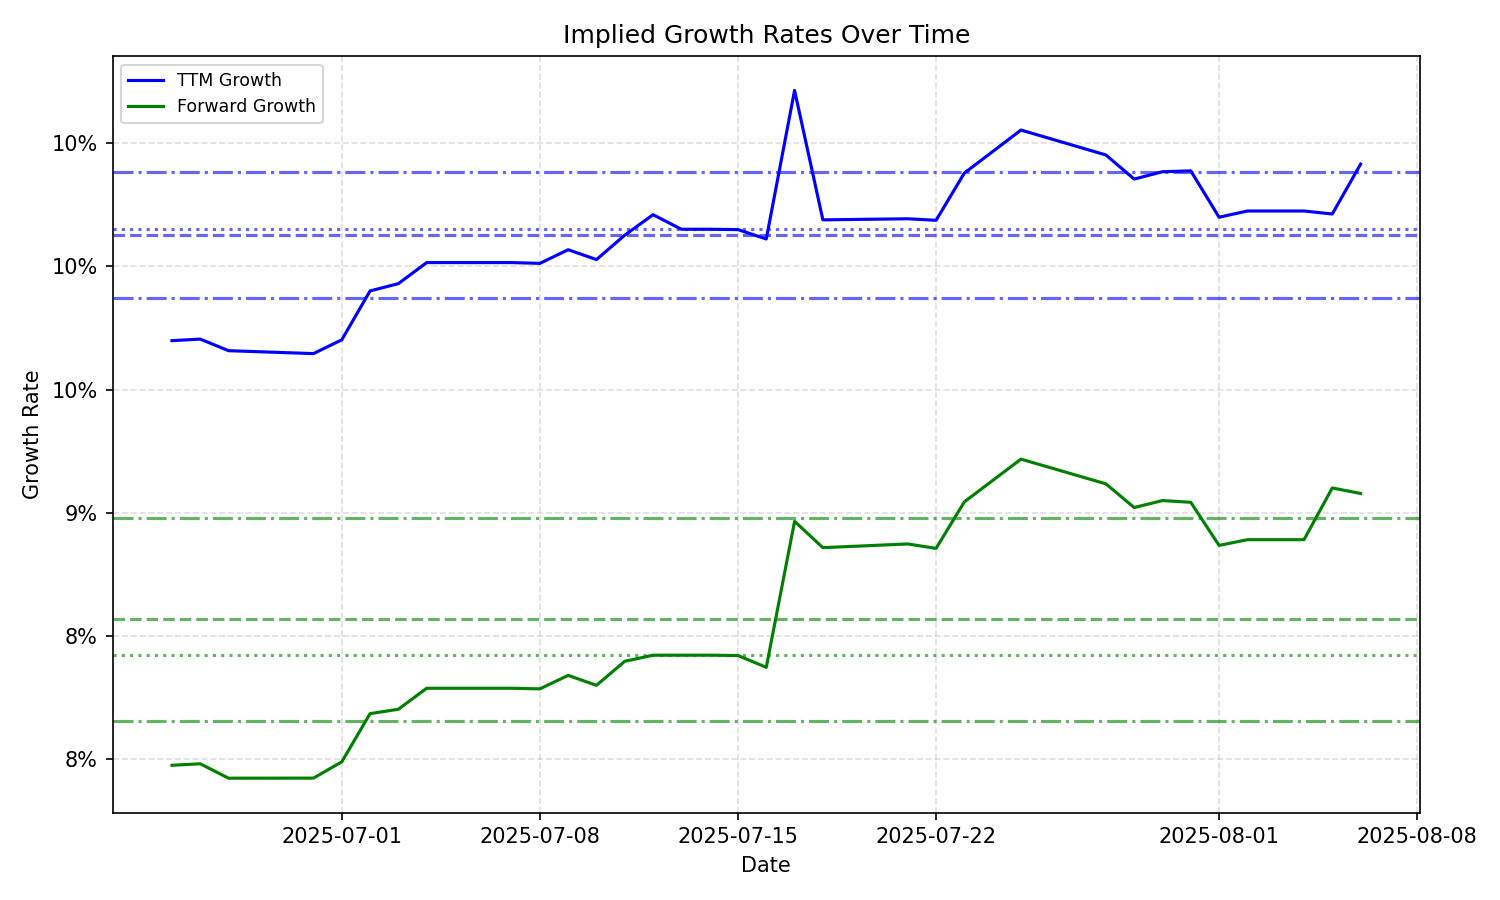 Implied Growth Rates Over Time
TTM Growth
Forward Growth
10%
10%
10%
9%
8%
8%
Growth Rate
2025-07-01
2025-07-08
2025-07-15
2025-07-22
2025-08-01
2025-08-08
Date